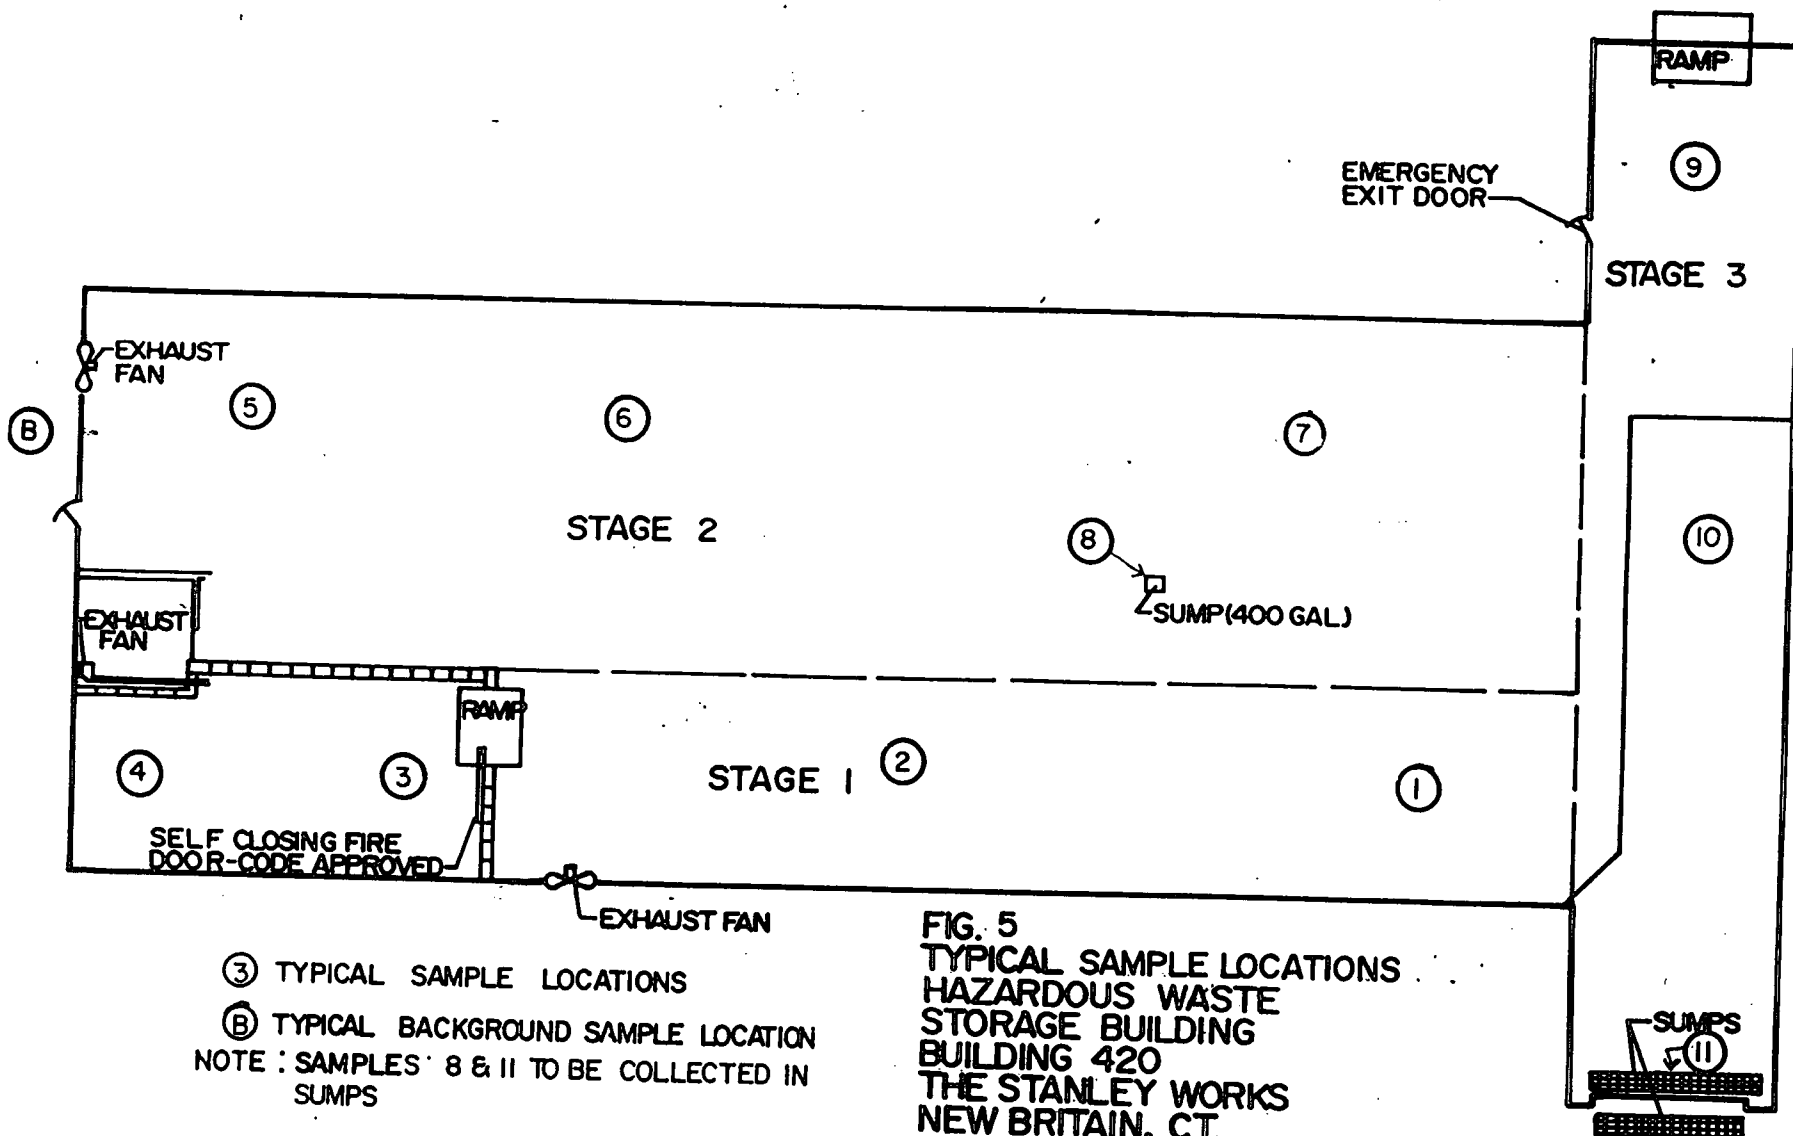 RAMP
9
EMERGENCY
EXIT DOOR
STAGE 3
EXHAUST
FAN
5
6
7
B
STAGE 2
8
10
SUMP(400 GAL.)
EXHAUST
FAN
RAMP
4
3
STAGE 1
2
1
SELF CLOSING FIRE
DOOR-CODE APPROVED
EXHAUST FAN
3 TYPICAL SAMPLE LOCATIONS
B TYPICAL BACKGROUND SAMPLE LOCATION
NOTE : SAMPLES 8 & 11 TO BE COLLECTED IN
SUMPS
FIG. 5
TYPICAL SAMPLE LOCATIONS
HAZARDOUS WASTE
STORAGE BUILDING
BUILDING 420
THE STANLEY WORKS
NEW BRITAIN, CT.
SUMPS
11